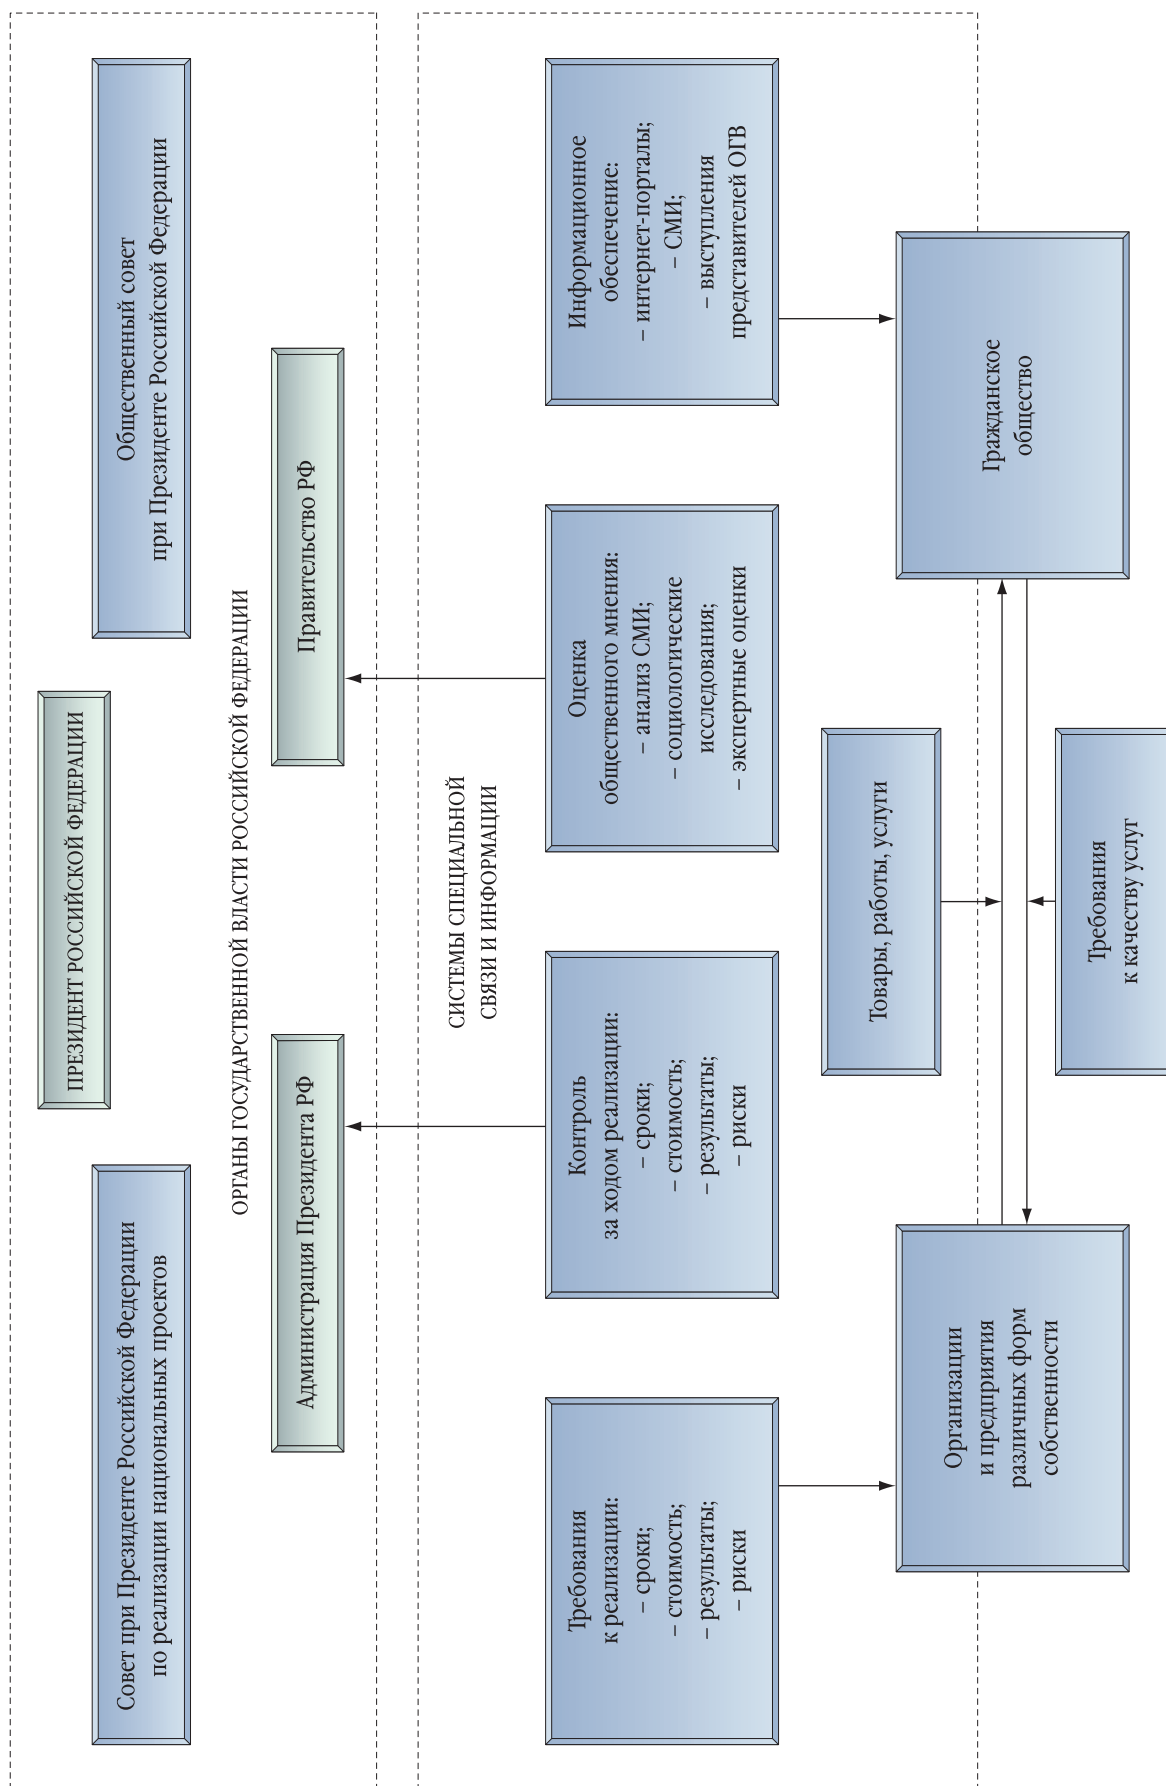 ПРЕЗИДЕНТ РОССИЙСКОЙ ФЕДЕРАЦИИ
Совет при Президенте Российской Федерации
по реализации национальных проектов
Общественный совет
при Президенте Российской Федерации
ОРГАНЫ ГОСУДАРСТВЕННОЙ ВЛАСТИ РОССИЙСКОЙ ФЕДЕРАЦИИ
Администрация Президента РФ
Правительство РФ
СИСТЕМЫ СПЕЦИАЛЬНОЙ
СВЯЗИ И ИНФОРМАЦИИ
Требования
к реализации:
– сроки;
– стоимость;
– результаты;
– риски
Контроль
за ходом реализации:
– сроки;
– стоимость;
– результаты;
– риски
Оценка
общественного мнения:
– анализ СМИ;
– социологические
исследования;
– экспертные оценки
Информационное
обеспечение:
– интернет-порталы;
– СМИ;
– выступления
представителей ОГВ
Товары, работы, услуги
Организации
и предприятия
различных форм
собственности
Гражданское
общество
Требования
к качеству услуг